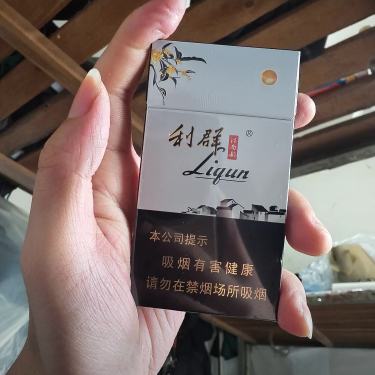 利群 ®
Liqun
本公司提示
吸烟有害健康
请勿在禁烟场所吸烟